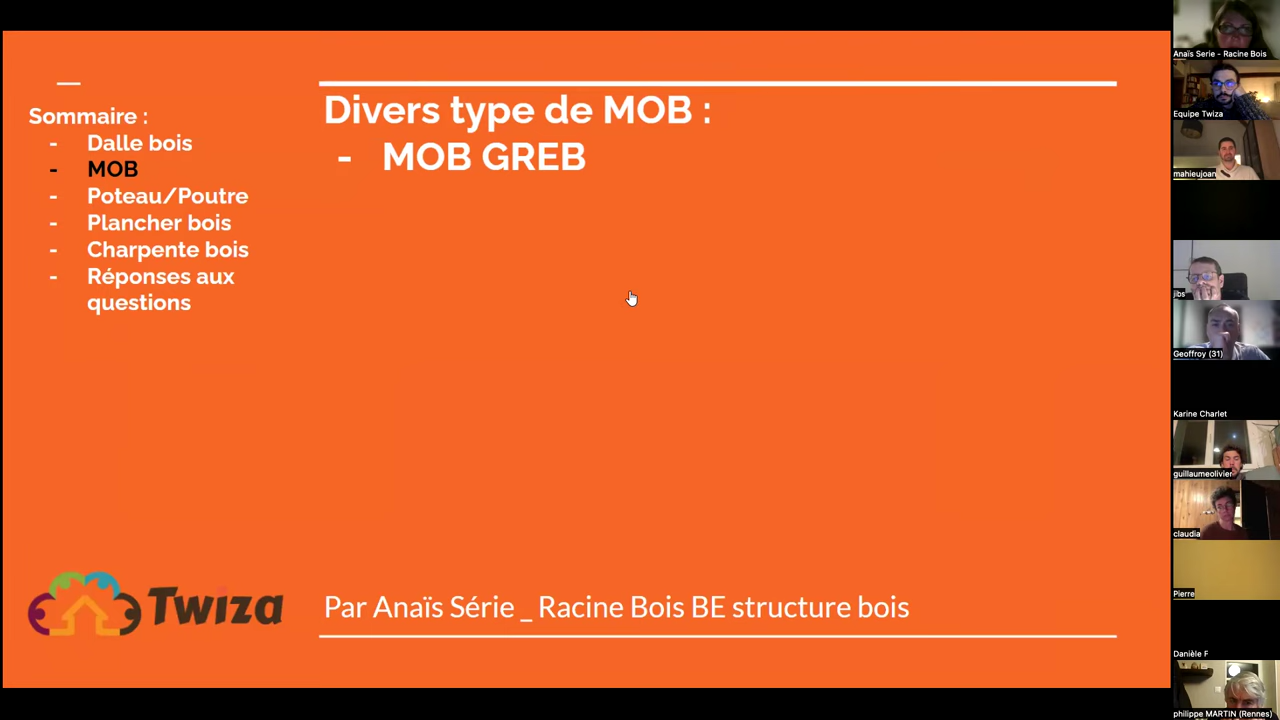 Sommaire :
- Dalle bois
- MOB
- Poteau/Poutre
- Plancher bois
- Charpente bois
- Réponses aux
questions
Divers type de MOB :
- MOB GREB
Twiza
Par Anaïs Série _ Racine Bois BE structure bois
Anaïs Serie - Racine Bois
Equipe Twiza
mahieujoan
jibs
Geoffroy (31)
Karine Charlet
guillaumeolivier
claudia
Pierre
Danièle F
philippe MARTIN (Rennes)